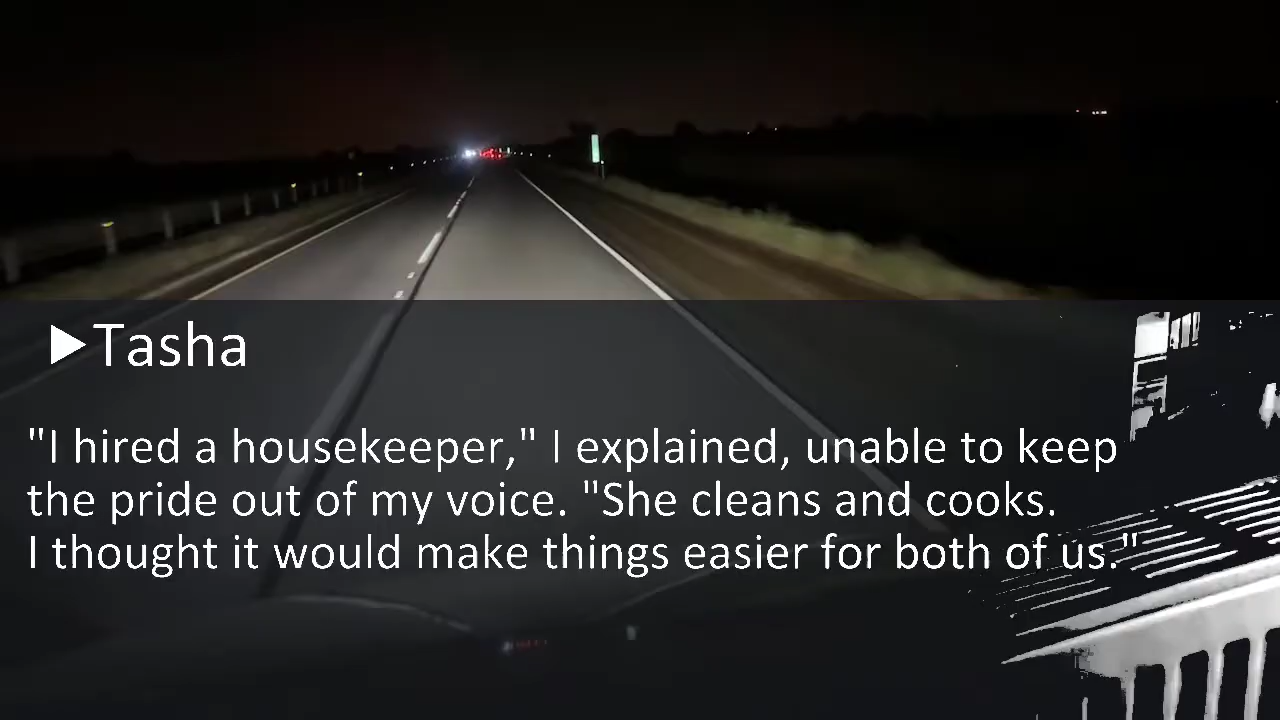 ▶Tasha
"I hired a housekeeper," I explained, unable to keep
the pride out of my voice. "She cleans and cooks.
I thought it would make things easier for both of us."